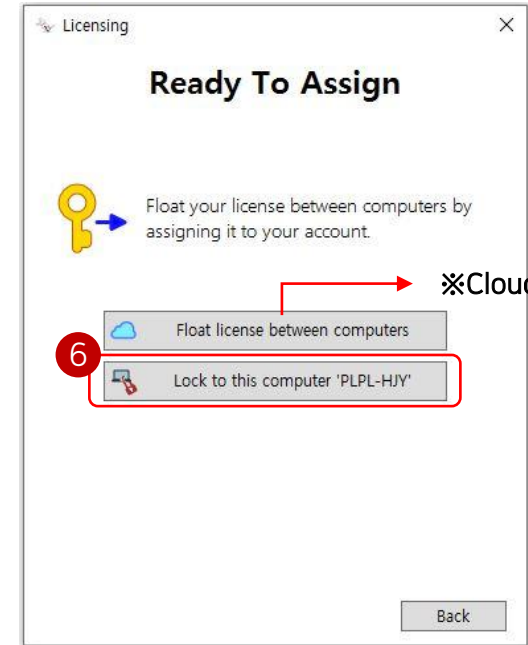 Licensing
Ready To Assign
Float your license between computers by
assigning it to your account.
※Cloud
Float license between computers
6
Lock to this computer 'PLPL-HJY'
Back